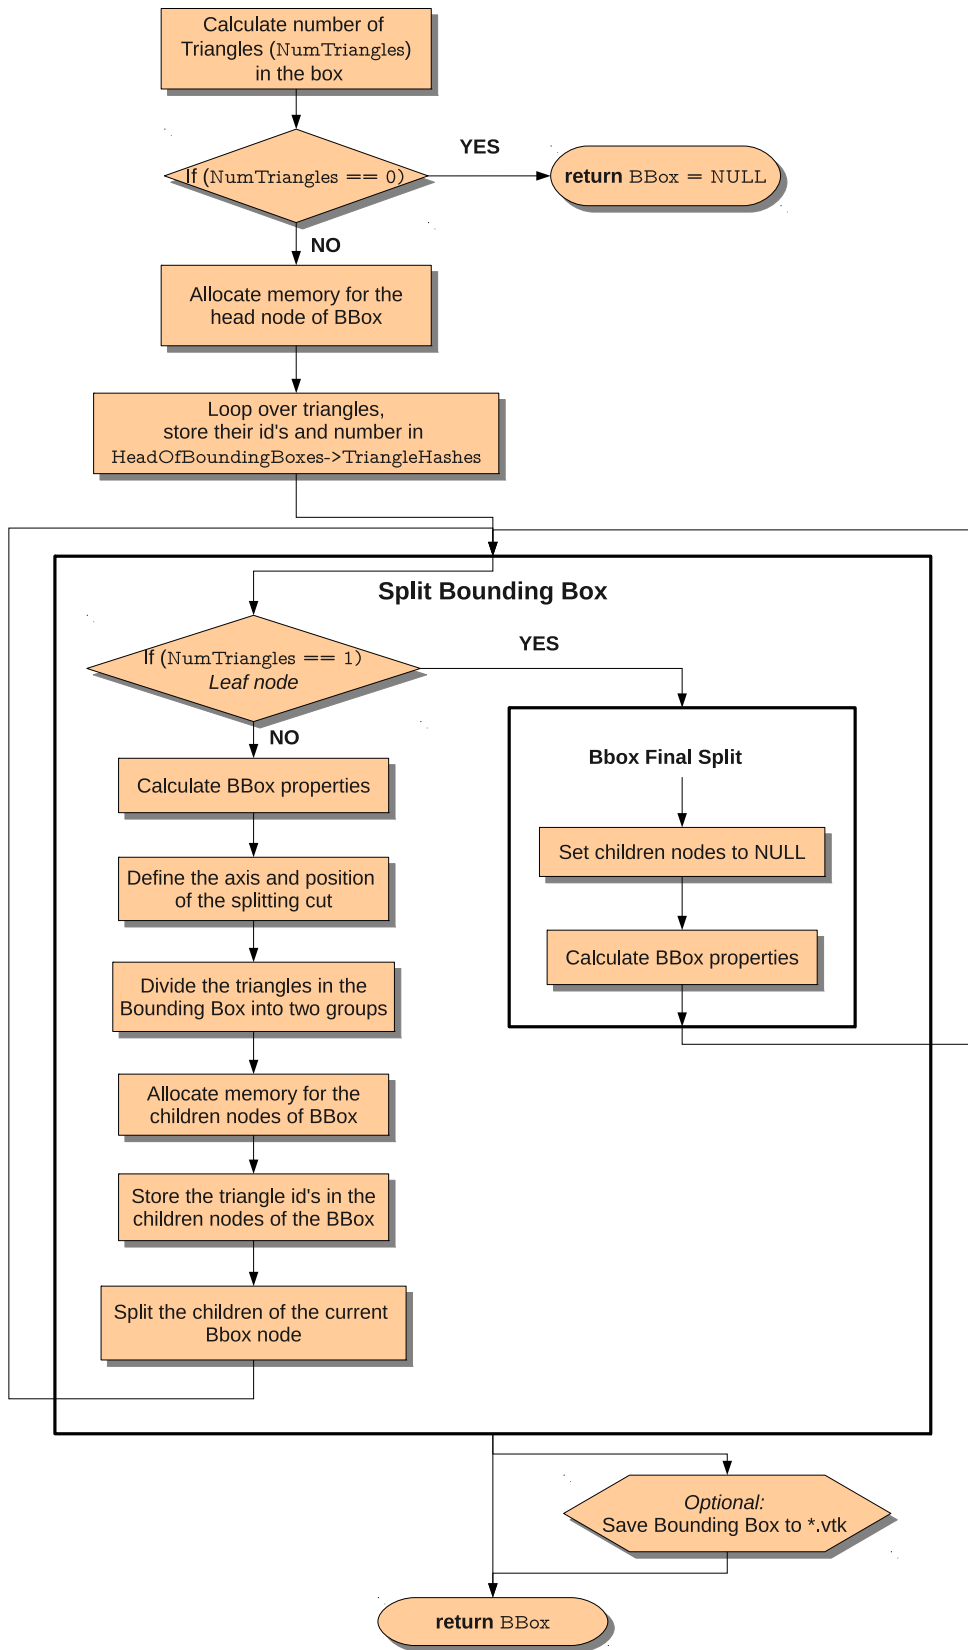 Calculate number of
Triangles (NumTriangles)
in the box
If (NumTriangles == 0)
YES
return BBox = NULL
NO
Allocate memory for the
head node of BBox
Loop over triangles,
store their id's and number in
HeadOfBoundingBoxes->TriangleHashes
Split Bounding Box
If (NumTriangles == 1)
Leaf node
YES
NO
Bbox Final Split
Set children nodes to NULL
Calculate BBox properties
Calculate BBox properties
Define the axis and position
of the splitting cut
Divide the triangles in the
Bounding Box into two groups
Allocate memory for the
children nodes of BBox
Store the triangle id's in the
children nodes of the BBox
Split the children of the current
Bbox node
Optional:
Save Bounding Box to *.vtk
return BBox